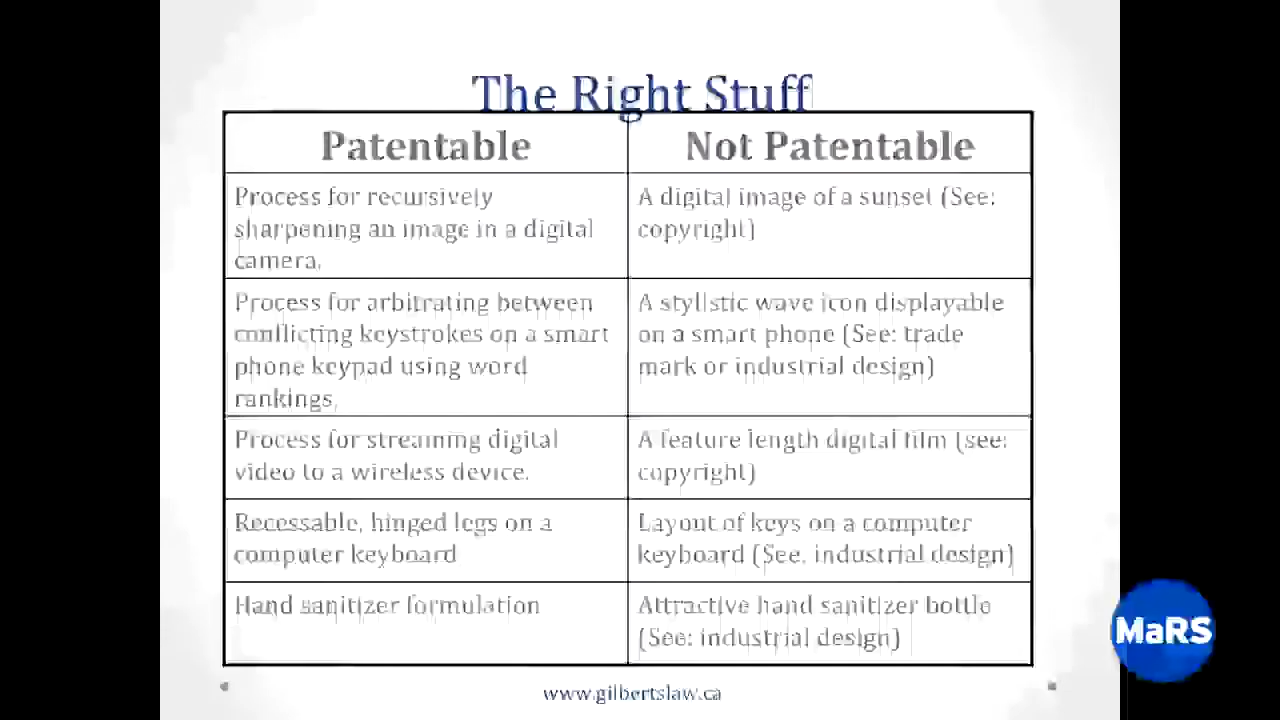 The Right Stuff
Patentable
Not Patentable
Process for recursively
sharpening an image in a digital
camera.
A digital image of a sunset (See:
copyright)
Process for arbitrating between
conflicting keystrokes on a smart
phone keypad using word
rankings.
A stylistic wave icon displayable
on a smart phone (See: trade
mark or industrial design)
Process for streaming digital
video to a wireless device.
A feature length digital film (see:
copyright)
Recessable, hinged legs on a
computer keyboard
Layout of keys on a computer
keyboard (See. industrial design)
Hand sanitizer formulation
Attractive hand sanitizer bottle
(See: industrial design)
www.gilbertslaw.ca
MaRS